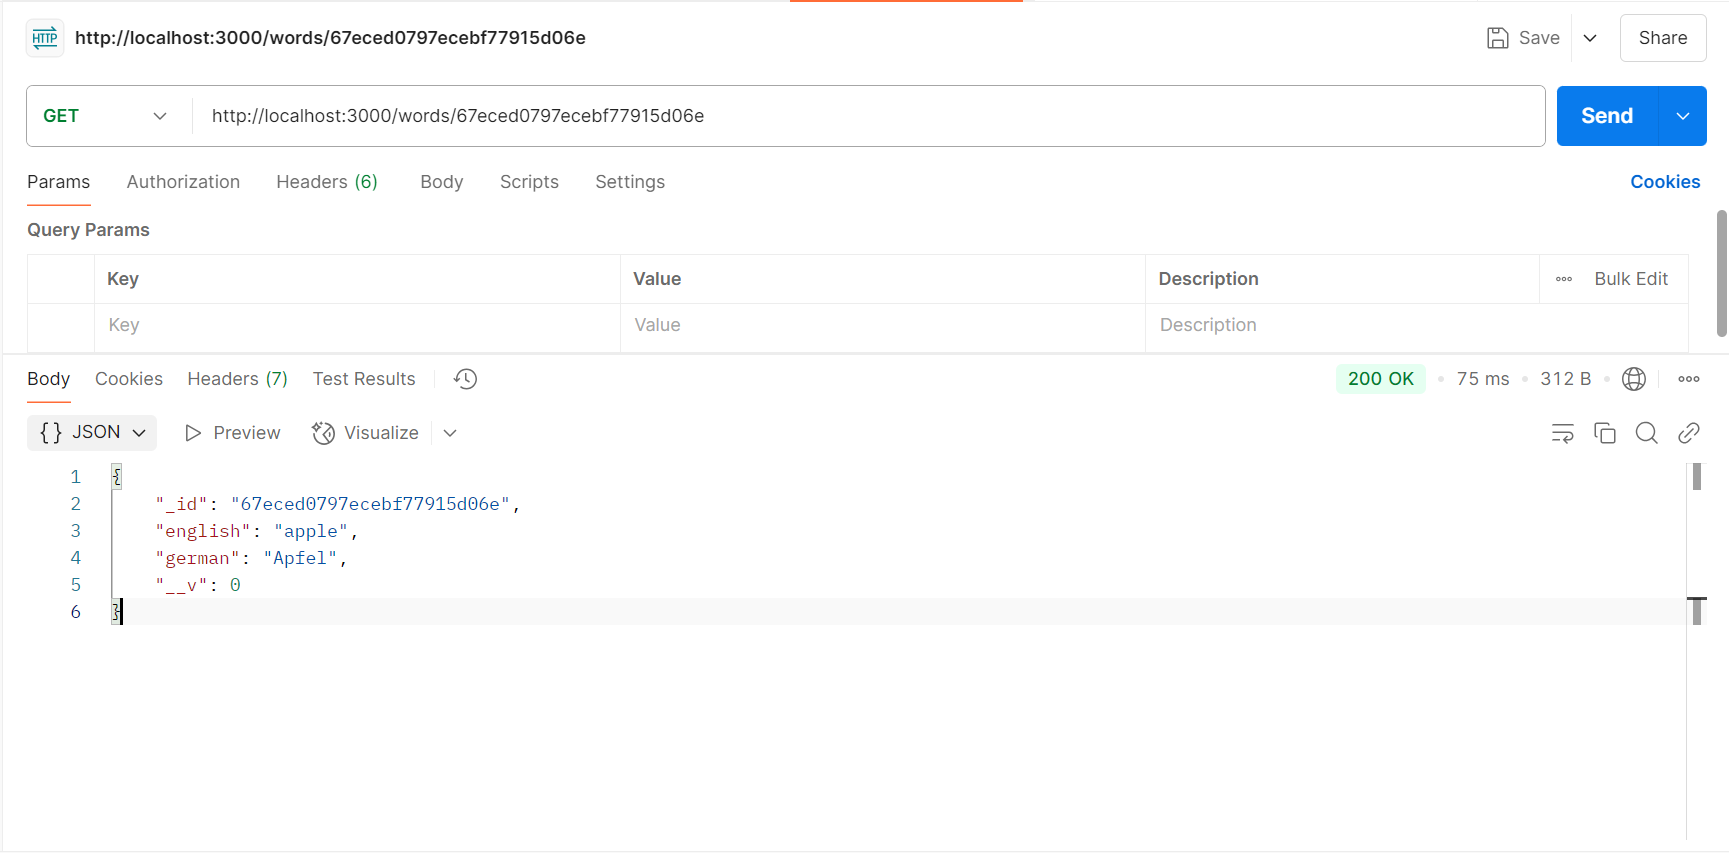 HTTP http://localhost:3000/words/67eced0797ecebf77915d06e Save Share
GET http://localhost:3000/words/67eced0797ecebf77915d06e Send
Params Authorization Headers (6) Body Scripts Settings Cookies
Query Params
Key Value Description Bulk Edit
Key Value Description
Body Cookies Headers (7) Test Results 200 OK • 75 ms • 312 B •
{} JSON Preview Visualize
1 {
2 "_id": "67eced0797ecebf77915d06e",
3 "english": "apple",
4 "german": "Apfel",
5 "__v": 0
6 }